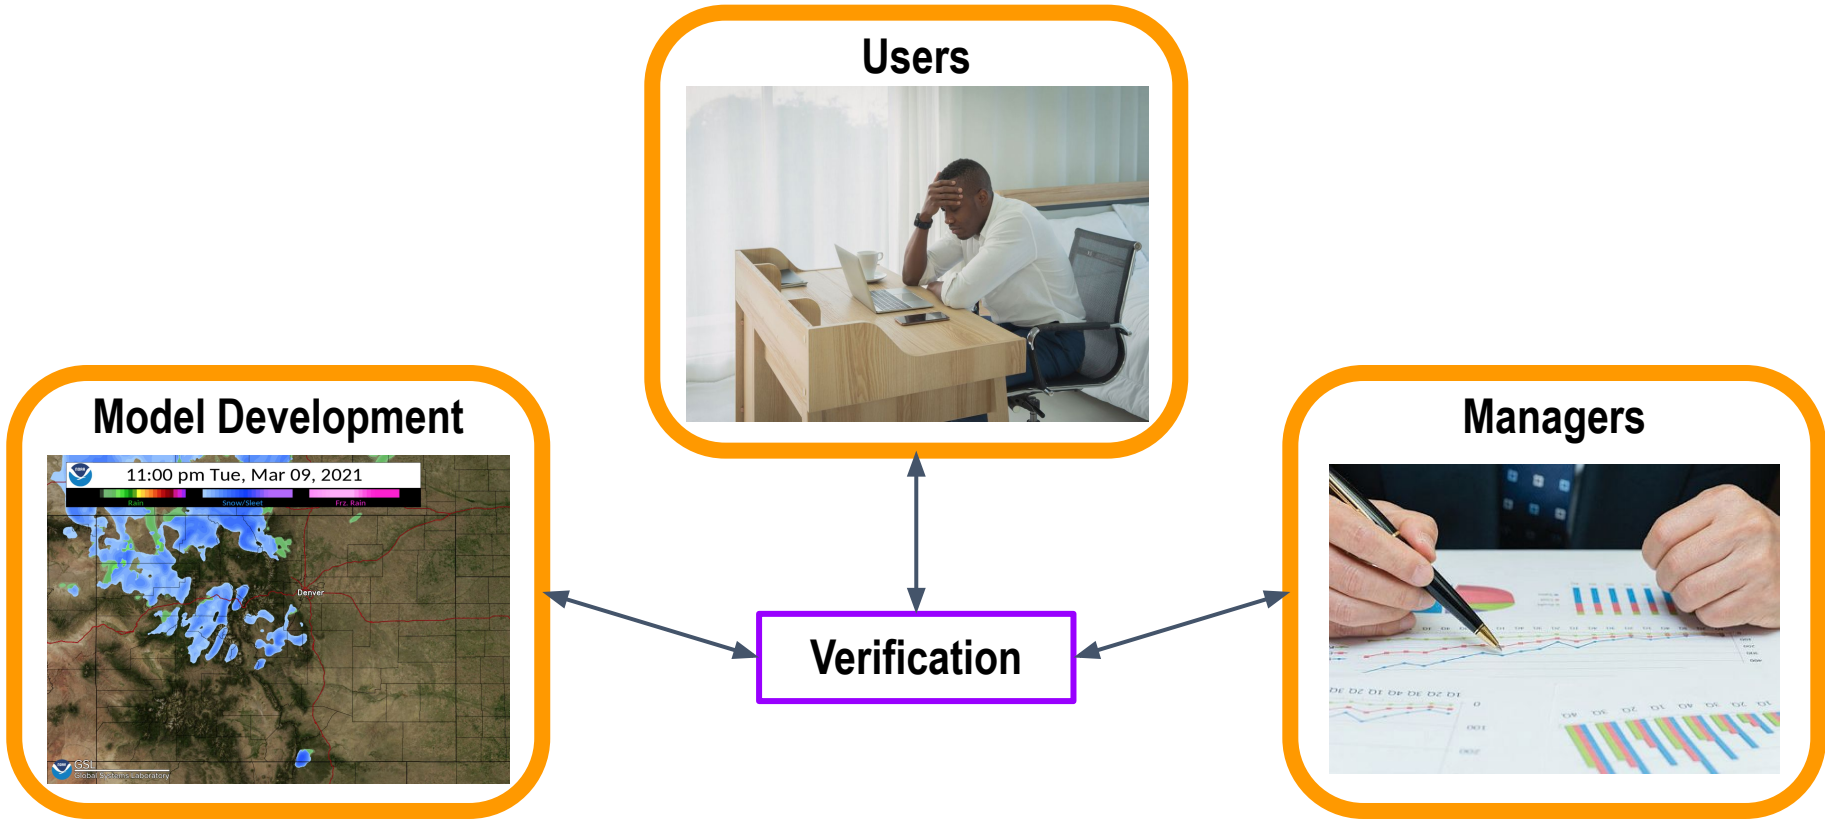 Users
Model Development
11:00 pm Tue, Mar 09, 2021
Rain
Snow/Sleet
Frz. Rain
Denver
GSL
Global Systems Laboratory
Managers
Verification